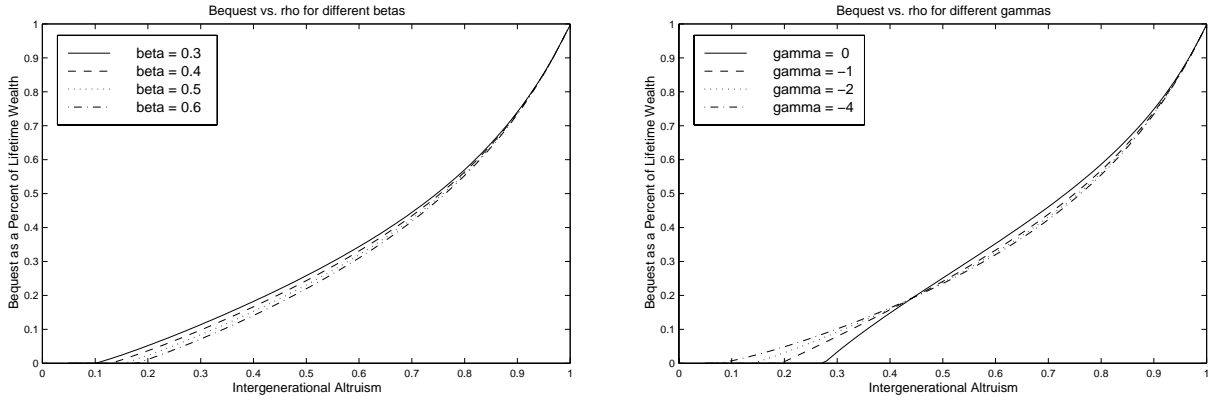 Bequest vs. rho for different betas
beta = 0.3
beta = 0.4
beta = 0.5
beta = 0.6
Bequest as a Percent of Lifetime Wealth
1
0.9
0.8
0.7
0.6
0.5
0.4
0.3
0.2
0.1
0
0 0.1 0.2 0.3 0.4 0.5 0.6 0.7 0.8 0.9 1
Intergenerational Altruism
Bequest vs. rho for different gammas
gamma = 0
gamma = −1
gamma = −2
gamma = −4
Bequest as a Percent of Lifetime Wealth
1
0.9
0.8
0.7
0.6
0.5
0.4
0.3
0.2
0.1
0
0 0.1 0.2 0.3 0.4 0.5 0.6 0.7 0.8 0.9 1
Intergenerational Altruism